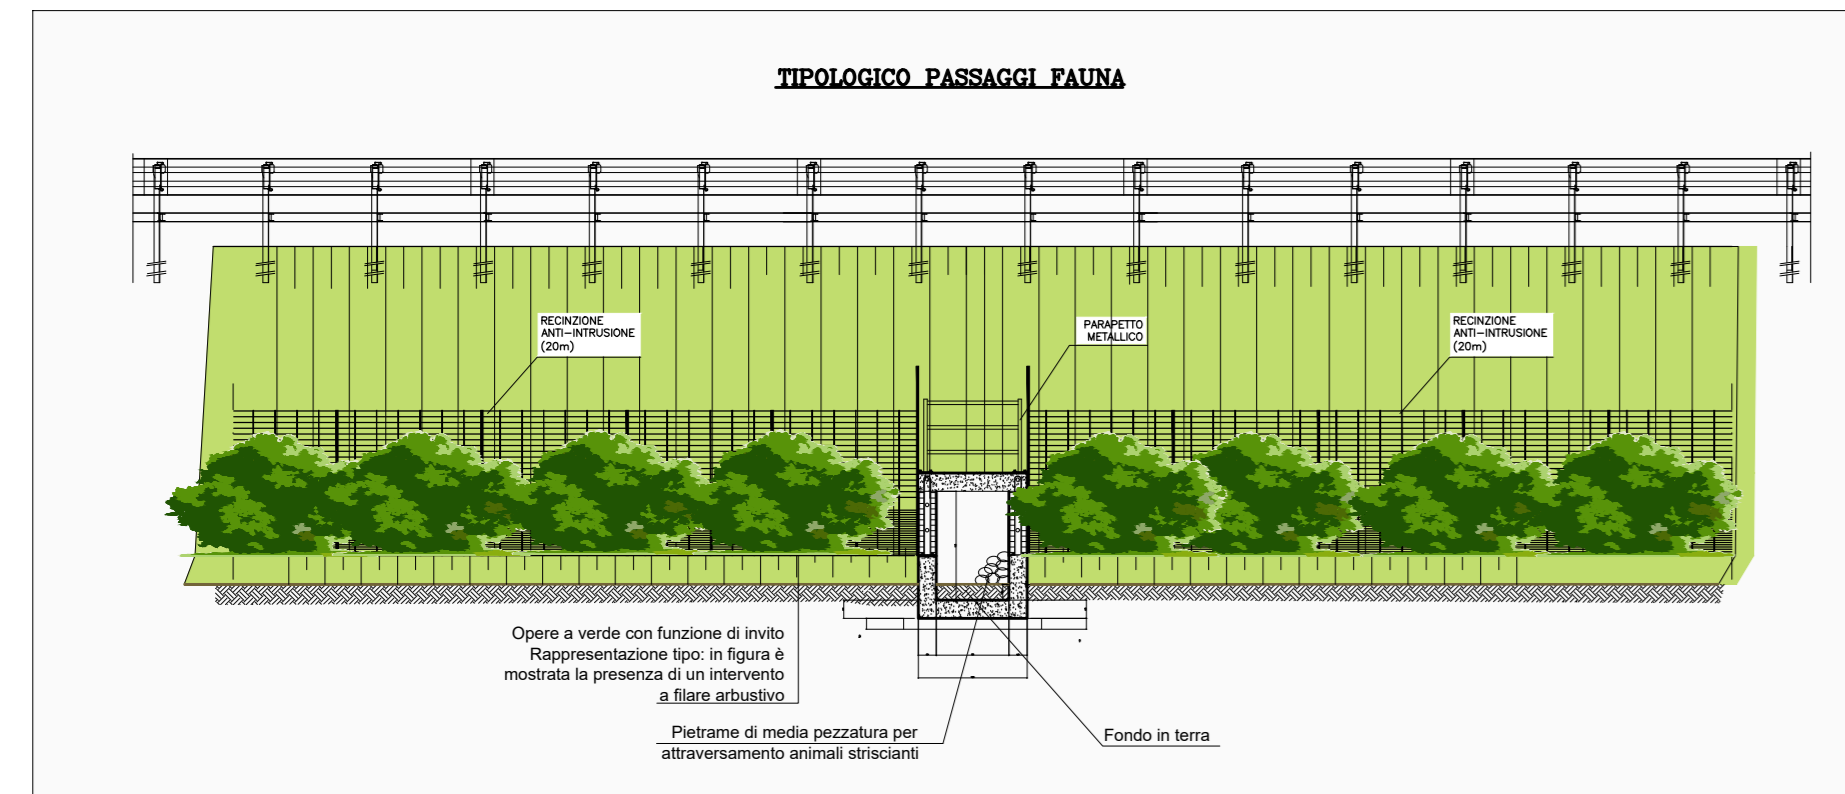 TIPOLOGICO PASSAGGI FAUNA
RECINZIONE
ANTI-INTRUSIONE
(20m)
PARAPETTO
METALLICO
RECINZIONE
ANTI-INTRUSIONE
(20m)
Opere a verde con funzione di invito
Rappresentazione tipo: in figura è
mostrata la presenza di un intervento
a filare arbustivo
Pietrame di media pezzatura per
attraversamento animali striscianti
Fondo in terra